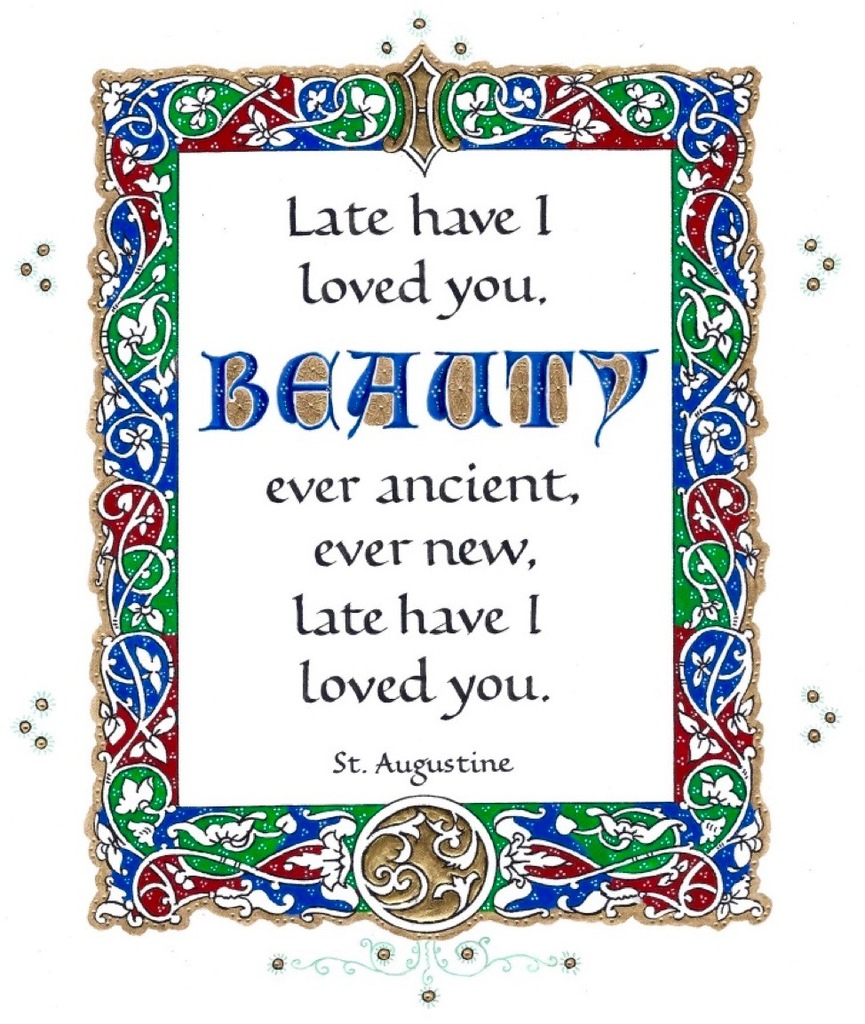 Late have I
loved you,
BEAUTY
ever ancient,
ever new,
late have I
loved you.
St. Augustine